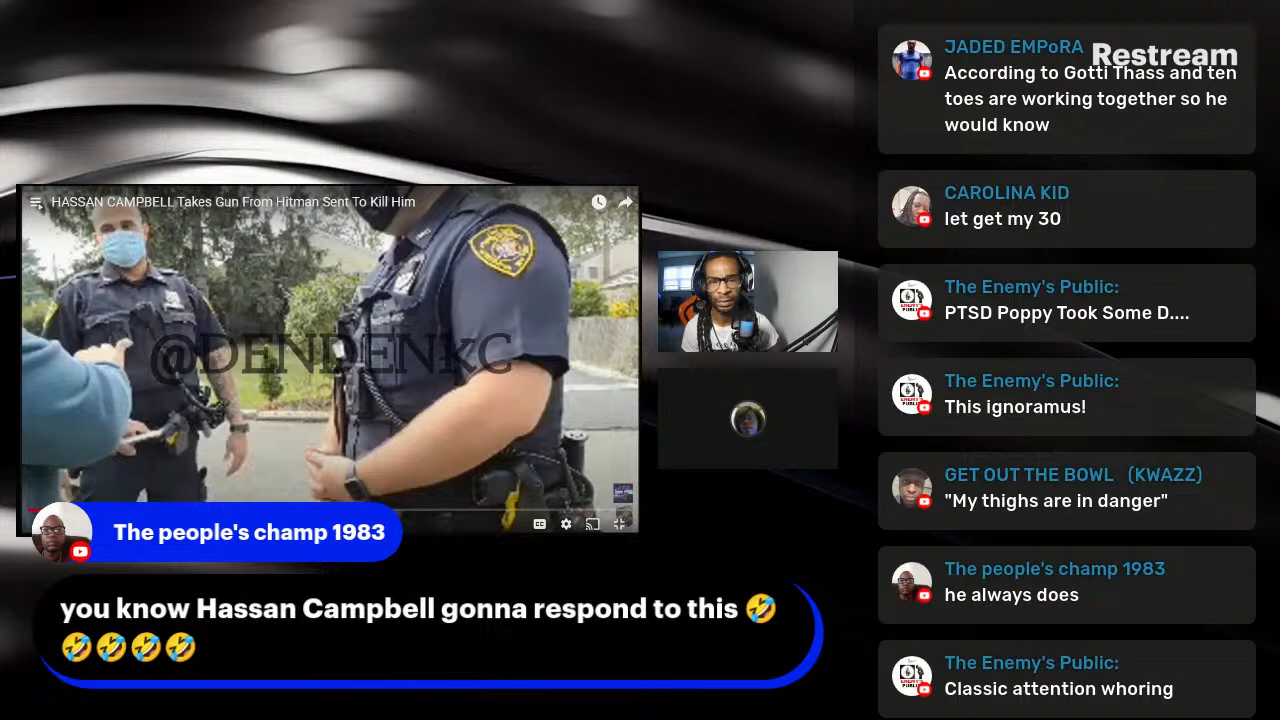 HASSAN CAMPBELL Takes Gun From Hitman Sent To Kill Him
@DENDENKC
The people's champ 1983
you know Hassan Campbell gonna respond to this 🤣
🤣🤣🤣🤣
Restream
JADED EMPoRA
According to Gotti Thass and ten
toes are working together so he
would know
CAROLINA KID
let get my 30
The Enemy's Public:
PTSD Poppy Took Some D....
The Enemy's Public:
This ignoramus!
GET OUT THE BOWL (KWAZZ)
"My thighs are in danger"
The people's champ 1983
he always does
The Enemy's Public:
Classic attention whoring